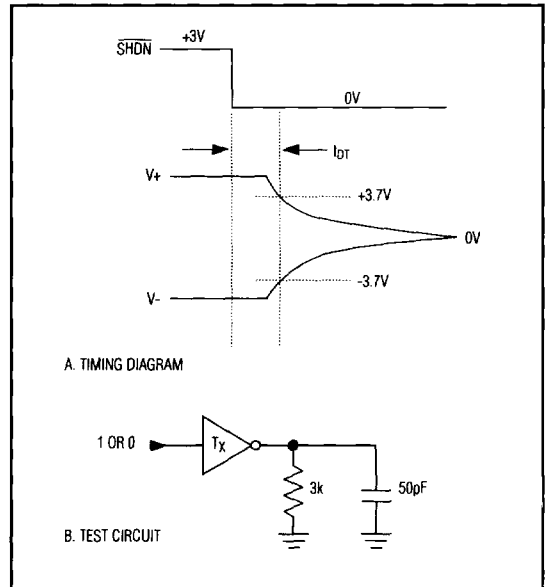 +3V
SHDN
0V
tDT
V+
+3.7V
0V
-3.7V
V-
A. TIMING DIAGRAM
1 OR 0
TX
3k
50pF
B. TEST CIRCUIT